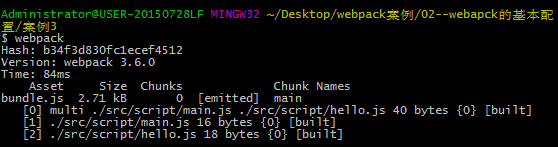 Administrator@USER-20150728LF MINGW32 ~/Desktop/webpack案例/02--webapck的基本配
置/案例3
$ webpack
Hash: b34f3d830fc1ecef4512
Version: webpack 3.6.0
Time: 84ms
    Asset     Size  Chunks             Chunk Names
bundle.js  2.71 kB       0  [emitted]  main
   [0] multi ./src/script/main.js ./src/script/hello.js 40 bytes {0} [built]
   [1] ./src/script/main.js 16 bytes {0} [built]
   [2] ./src/script/hello.js 18 bytes {0} [built]